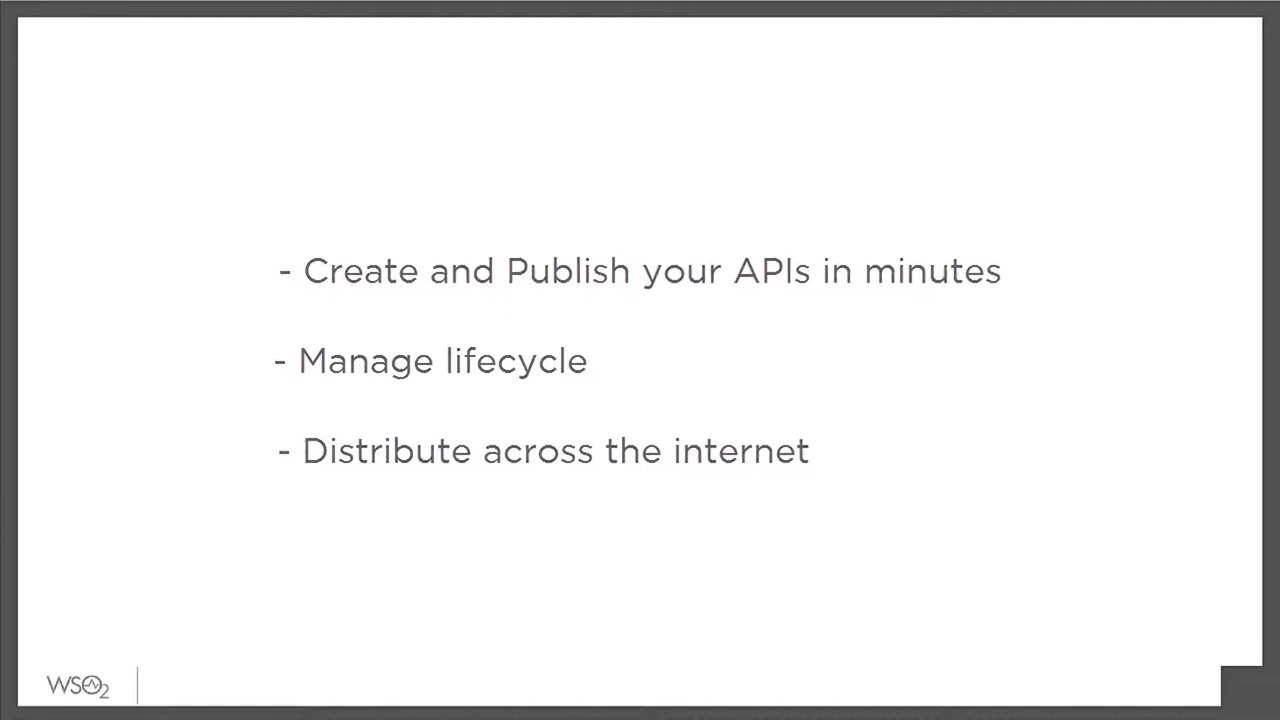 - Create and Publish your APIs in minutes
- Manage lifecycle
- Distribute across the internet
WSO2